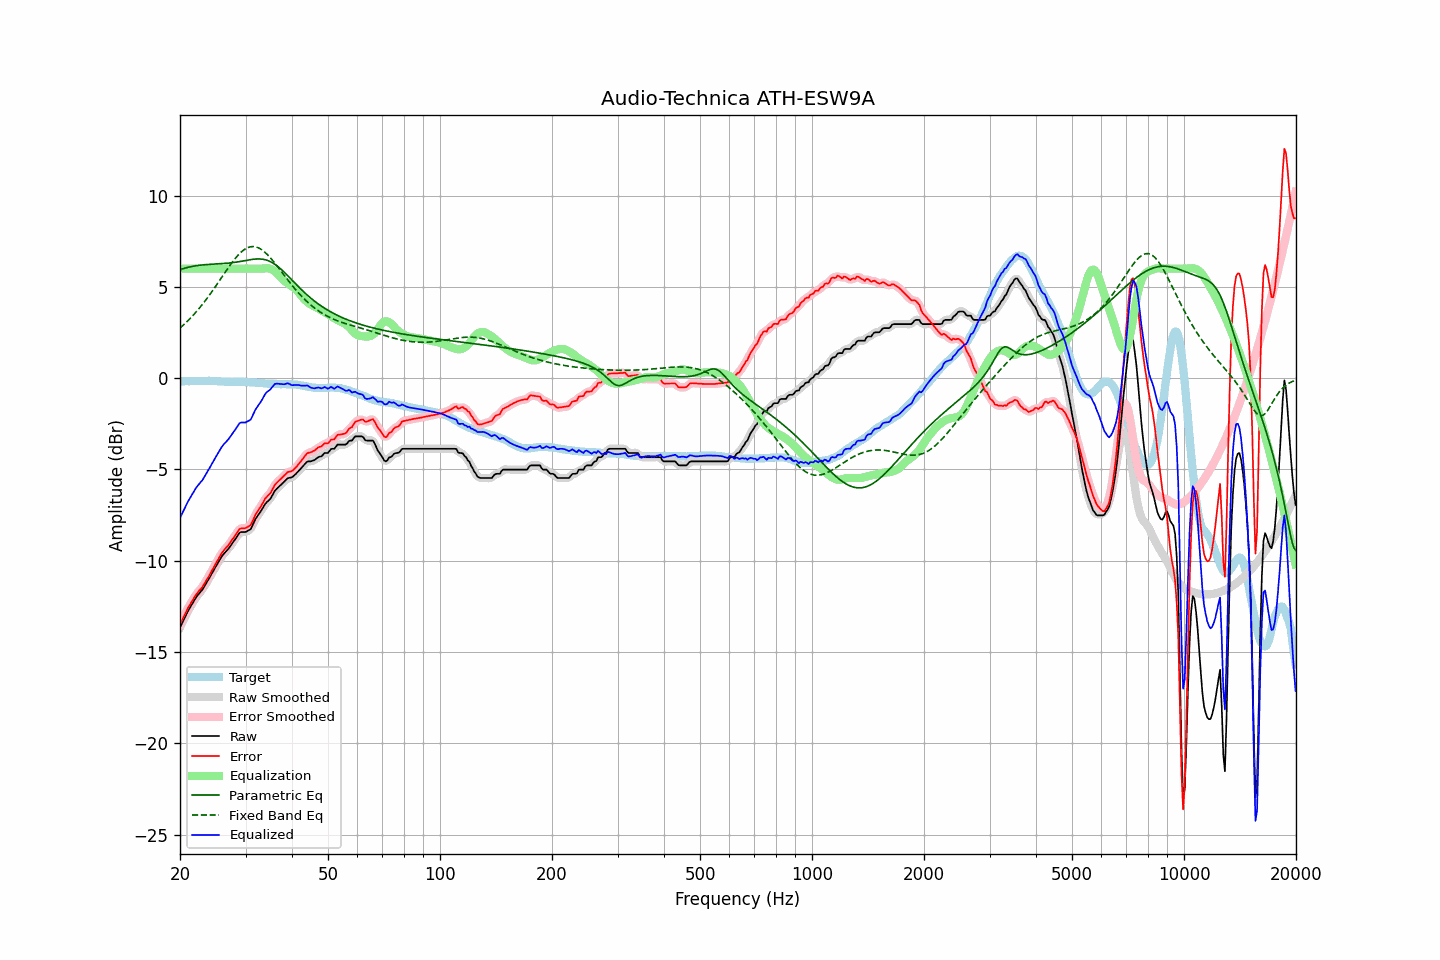 Audio-Technica ATH-ESW9A
Amplitude (dBr)
10
5
0
−5
−10
−15
−20
−25
Target
Raw Smoothed
Error Smoothed
Raw
Error
Equalization
Parametric Eq
Fixed Band Eq
Equalized
20 50 100 200 500 1000 2000 5000 10000 20000
Frequency (Hz)